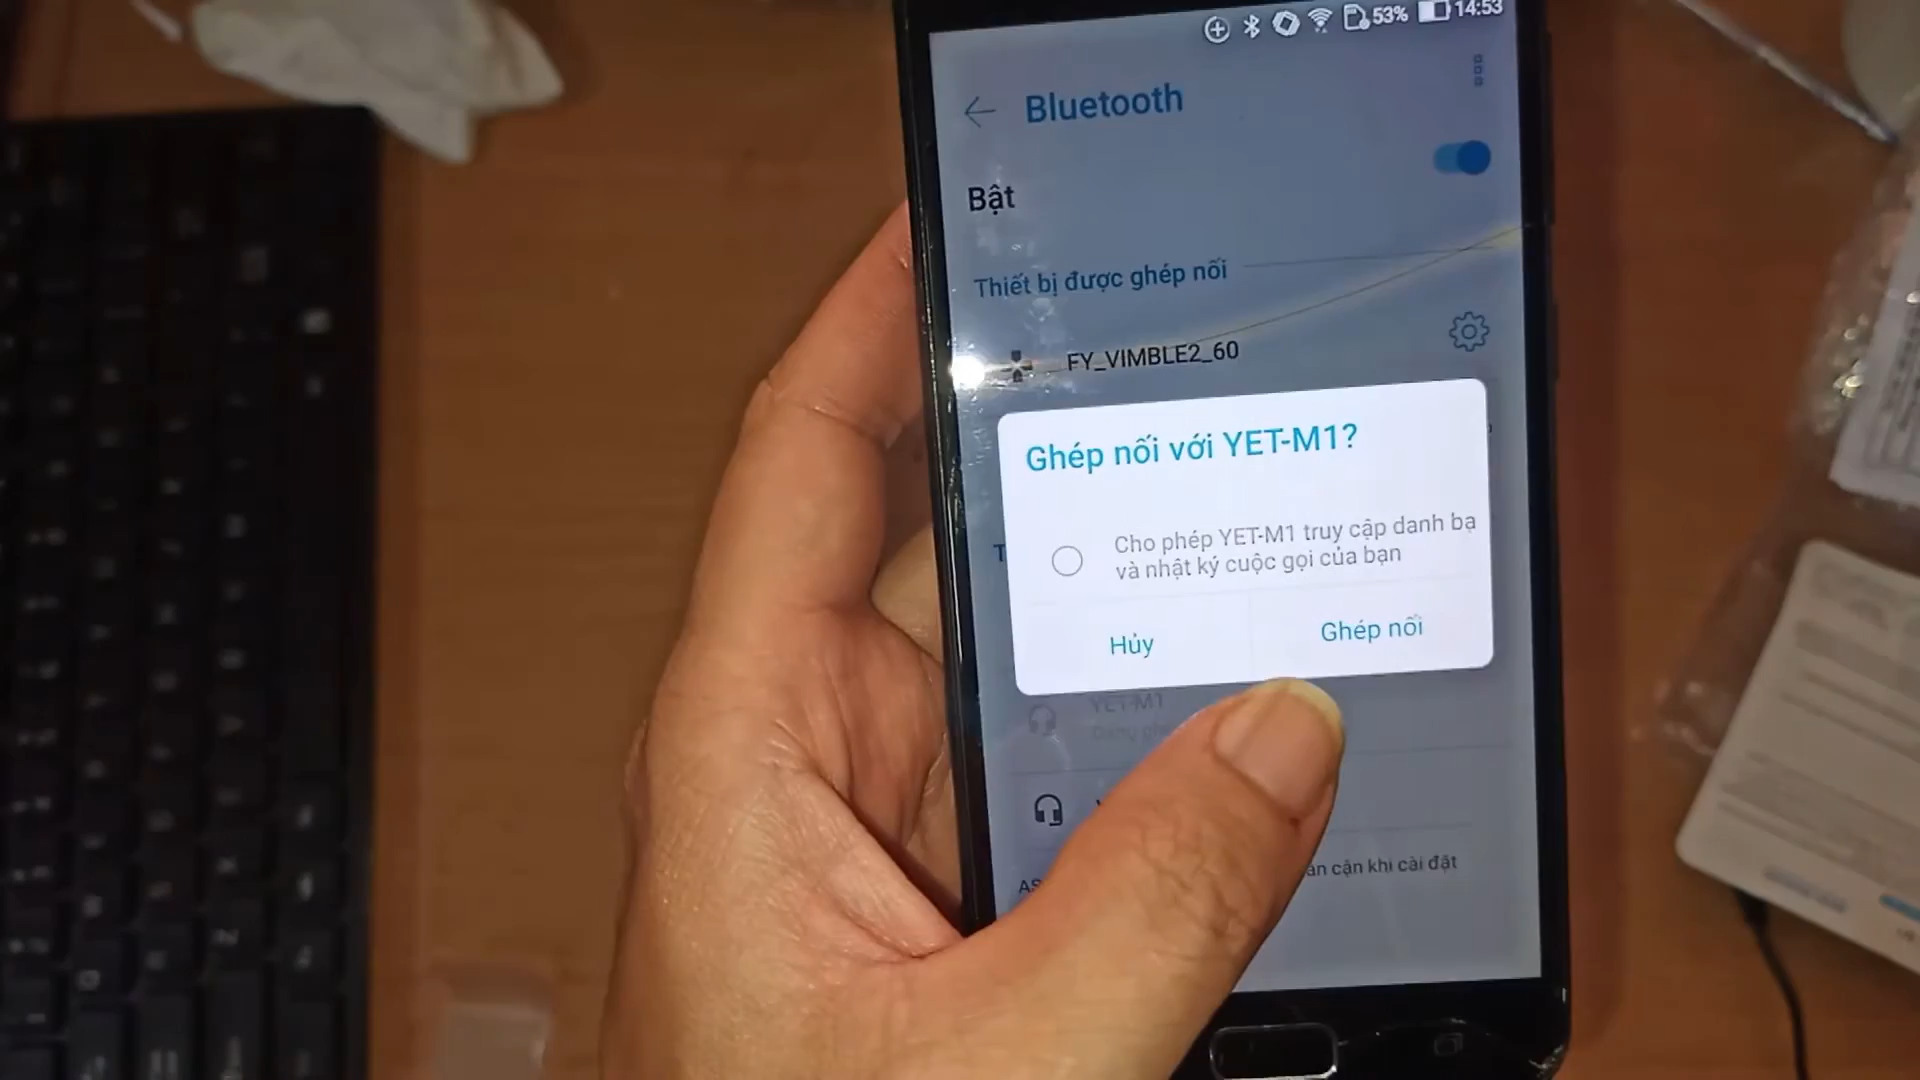 53% 14:53
Bluetooth
Bật
Thiết bị được ghép nối
FY_VIMBLE2_60
Ghép nối với YET-M1?
Cho phép YET-M1 truy cập danh bạ
và nhật ký cuộc gọi của bạn
Hủy
Ghép nối
YET-M1
cận khi cài đặt